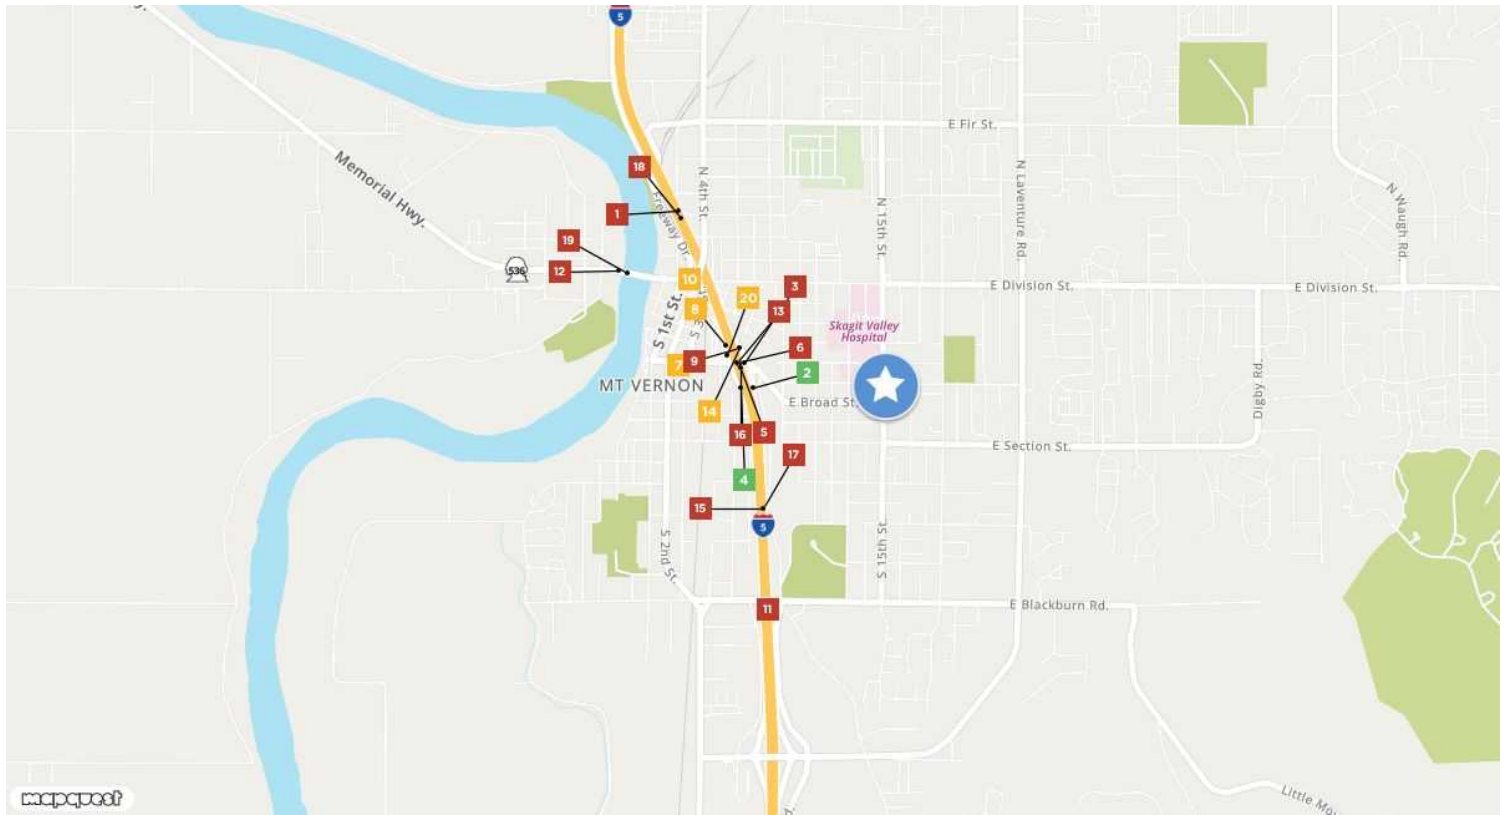 5
E Fir St.
18
N 4th St.
Memorial Hwy.
N Laventure Rd.
N Waugh Rd.
1
Freeway Dr.
N 15th St.
19
536
12
10
3
E Division St.
E Division St.
20
8
13
S 1st St.
S 3
Skagit Valley
Hospital
6
7
9
2
MT VERNON
Digby Rd.
14
E Broad St.
16
5
E Section St.
17
4
15
5
S 2nd St.
S 15th St.
11
E Blackburn Rd.
Little Mou
mapquest
d.